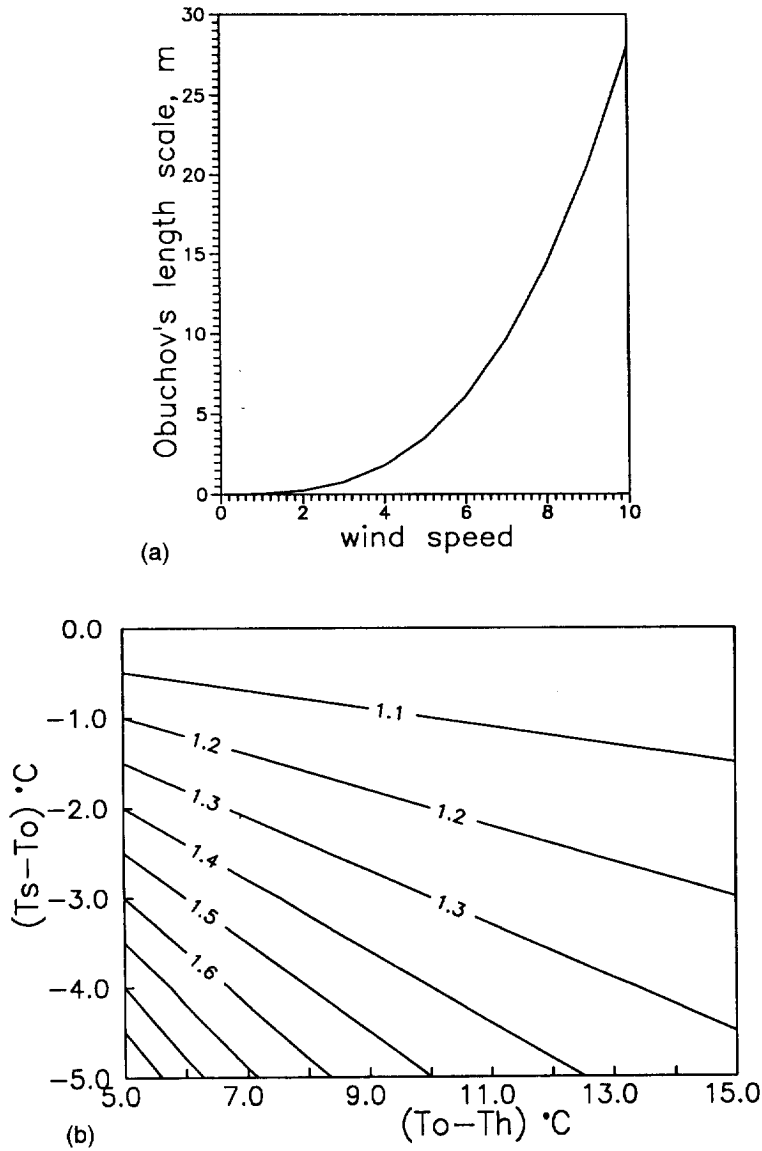 30
25
20
15
10
5
0
Obuchov's length scale, m
0 2 4 6 8 10
wind speed
(a)
0.0
-1.0
-2.0
-3.0
-4.0
-5.0
(Ts-To) °C
1.1
1.2
1.2
1.3
1.3
1.4
1.5
1.6
5.0 7.0 9.0 11.0 13.0 15.0
(To-Th) °C
(b)